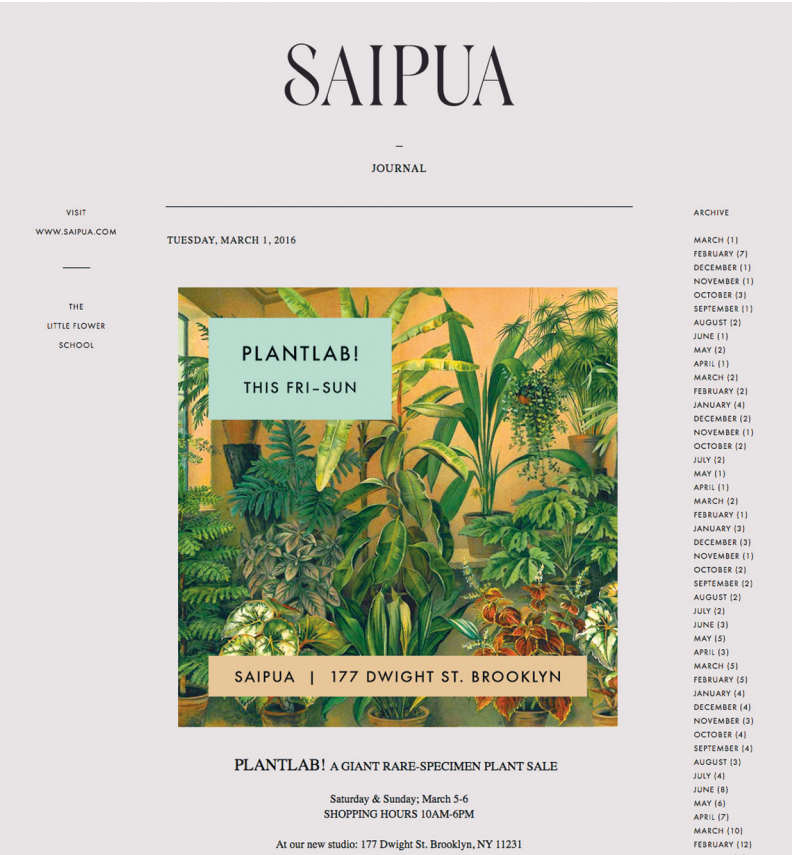 SAIPUA
–
JOURNAL
VISIT
WWW.SAIPUA.COM
THE
LITTLE FLOWER
SCHOOL
TUESDAY, MARCH 1, 2016
PLANTLAB!
THIS FRI–SUN
SAIPUA | 177 DWIGHT ST. BROOKLYN
PLANTLAB! A GIANT RARE-SPECIMEN PLANT SALE
Saturday & Sunday; March 5-6
SHOPPING HOURS 10AM-6PM
At our new studio: 177 Dwight St. Brooklyn, NY 11231
ARCHIVE
MARCH (1)
FEBRUARY (7)
DECEMBER (1)
NOVEMBER (1)
OCTOBER (3)
SEPTEMBER (1)
AUGUST (2)
JUNE (1)
MAY (2)
APRIL (1)
MARCH (2)
FEBRUARY (2)
JANUARY (4)
DECEMBER (2)
NOVEMBER (1)
OCTOBER (2)
JULY (2)
MAY (1)
APRIL (1)
MARCH (2)
FEBRUARY (1)
JANUARY (3)
DECEMBER (3)
NOVEMBER (1)
OCTOBER (2)
SEPTEMBER (2)
AUGUST (2)
JULY (2)
JUNE (3)
MAY (5)
APRIL (3)
MARCH (5)
FEBRUARY (5)
JANUARY (4)
DECEMBER (4)
NOVEMBER (3)
OCTOBER (4)
SEPTEMBER (4)
AUGUST (3)
JULY (4)
JUNE (8)
MAY (6)
APRIL (7)
MARCH (10)
FEBRUARY (12)